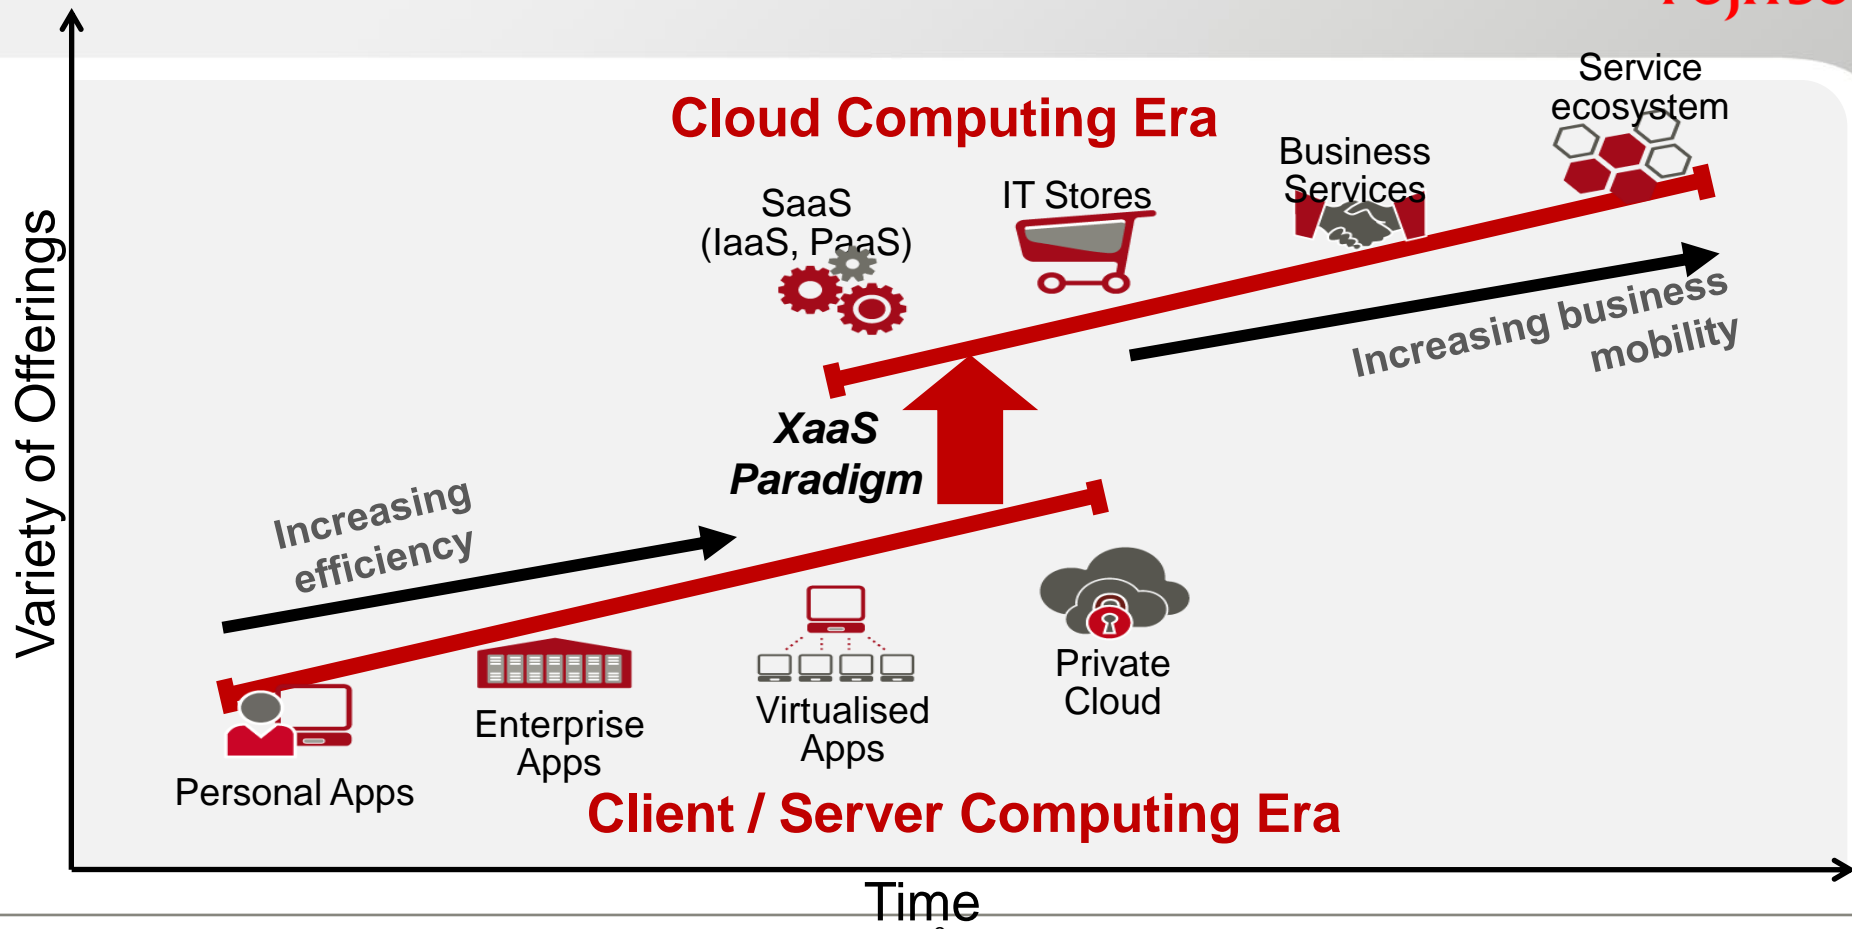 Service
ecosystem
Cloud Computing Era
Business
Services
IT Stores
SaaS
(IaaS, PaaS)
Increasing business
mobility
XaaS
Paradigm
Increasing
efficiency
Variety of Offerings
Private
Cloud
Virtualised
Apps
Enterprise
Apps
Personal Apps
Client / Server Computing Era
Time